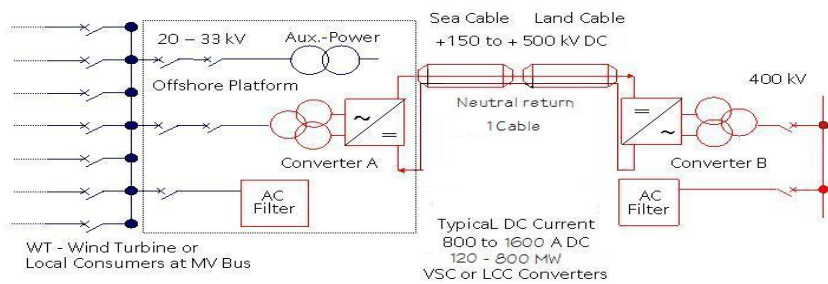 Sea Cable Land Cable
+150 to + 500 kV DC
20 – 33 kV
Aux.-Power
Offshore Platform
400 kV
Neutral return
1 Cable
~
=
=
~
Converter A
Converter B
AC
Filter
AC
Filter
WT - Wind Turbine or
Local Consumers at MV Bus
TypicaL DC Current
800 to 1600 A DC
120 - 800 MW
VSC or LCC Converters